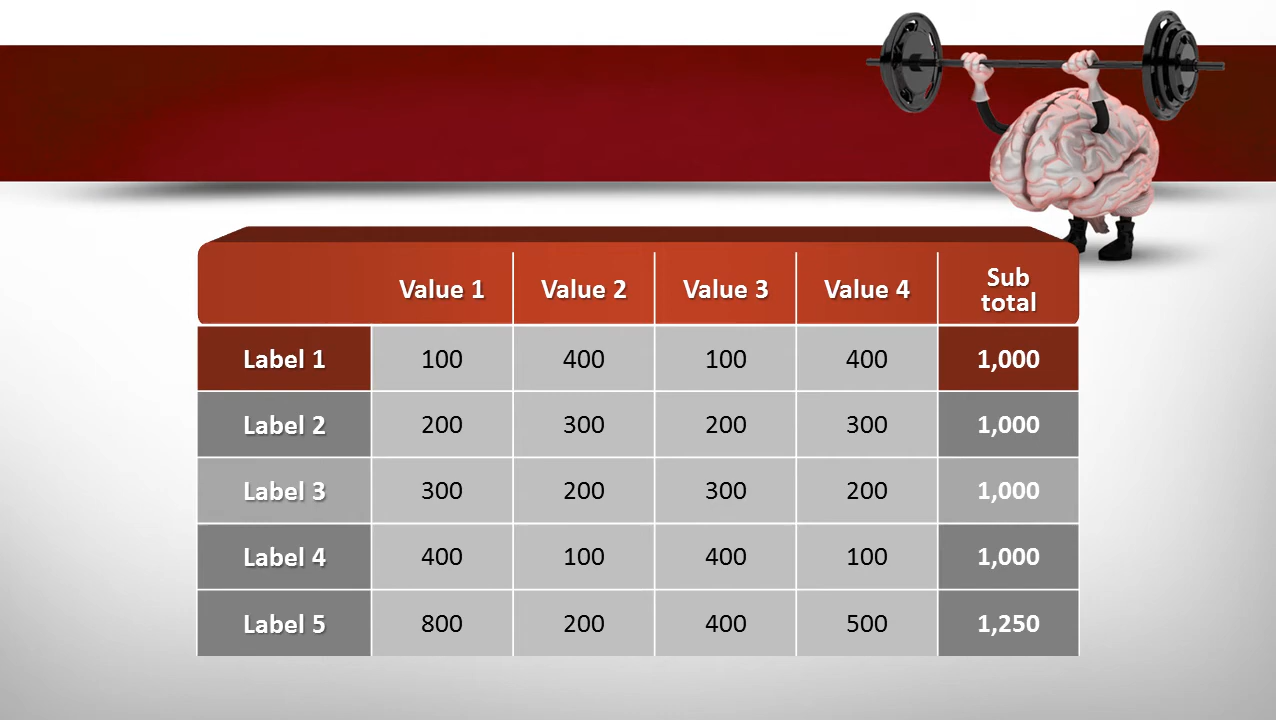 Value 1 Value 2 Value 3 Value 4 Sub total
Label 1 100 400 100 400 1,000
Label 2 200 300 200 300 1,000
Label 3 300 200 300 200 1,000
Label 4 400 100 400 100 1,000
Label 5 800 200 400 500 1,250